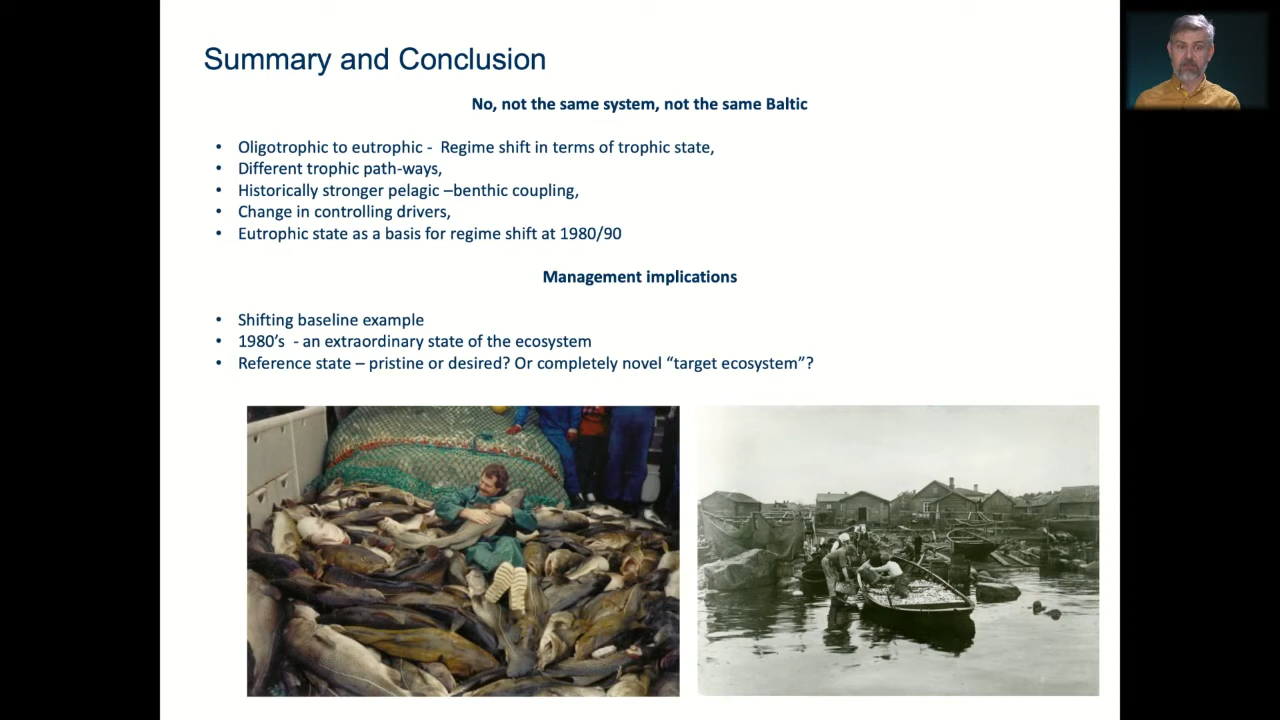 Summary and Conclusion
No, not the same system, not the same Baltic
• Oligotrophic to eutrophic - Regime shift in terms of trophic state,
• Different trophic path-ways,
• Historically stronger pelagic –benthic coupling,
• Change in controlling drivers,
• Eutrophic state as a basis for regime shift at 1980/90
Management implications
• Shifting baseline example
• 1980’s - an extraordinary state of the ecosystem
• Reference state – pristine or desired? Or completely novel “target ecosystem”?